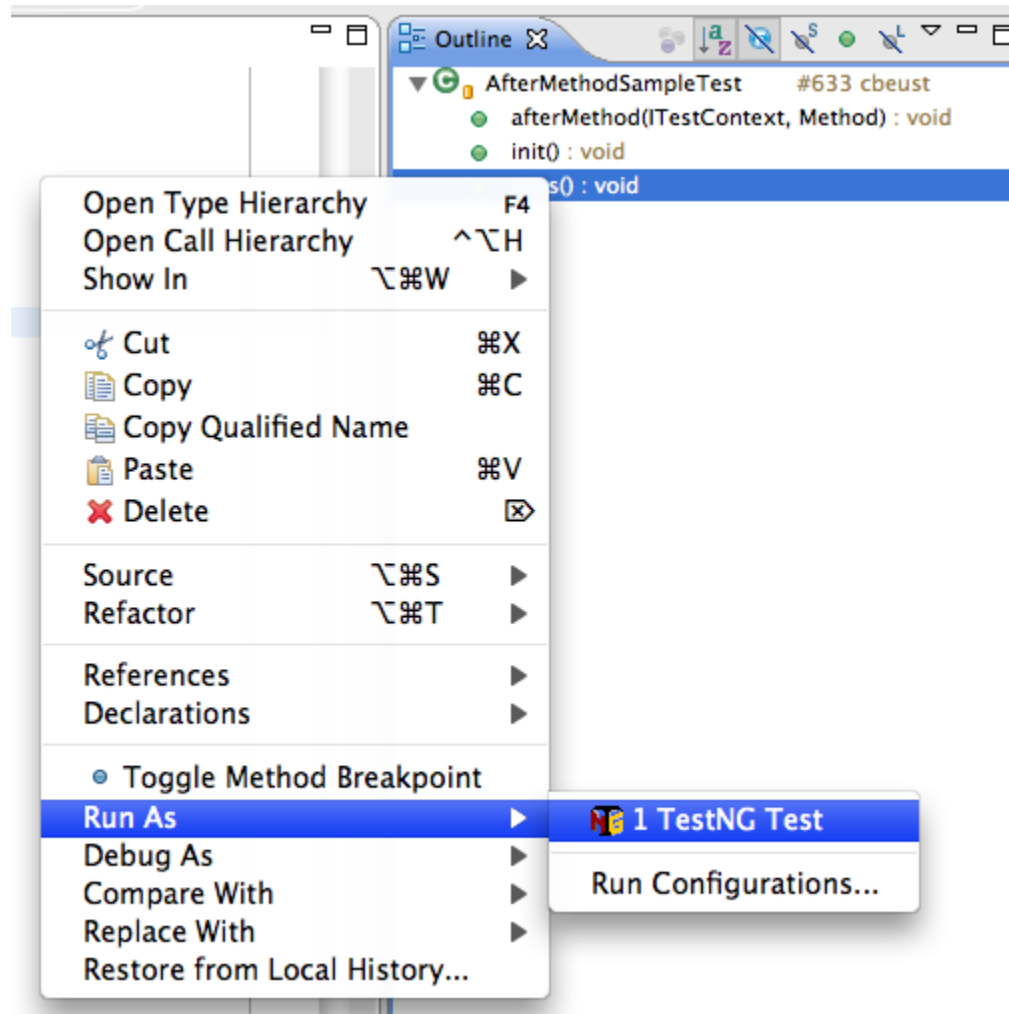 Outline
AfterMethodSampleTest #633 cbeust
afterMethod(ITestContext, Method) : void
init() : void
s() : void
Open Type Hierarchy F4
Open Call Hierarchy ^⌥H
Show In ⌥⌘W
Cut ⌘X
Copy ⌘C
Copy Qualified Name
Paste ⌘V
Delete ⌦
Source ⌥⌘S
Refactor ⌥⌘T
References
Declarations
Toggle Method Breakpoint
Run As
1 TestNG Test
Debug As
Compare With
Run Configurations...
Replace With
Restore from Local History...